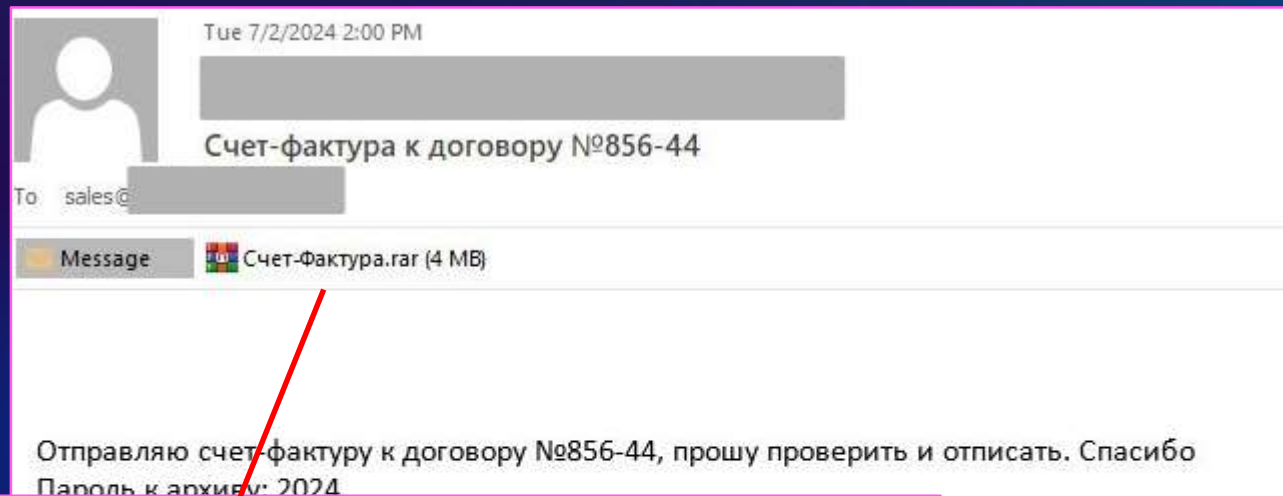 Tue 7/2/2024 2:00 PM
Счет-фактура к договору №856-44
To sales@
Message Счет-Фактура.rar (4 MB)
Отправляю счет-фактуру к договору №856-44, прошу проверить и отписать. Спасибо
Пароль к архиву: 2024